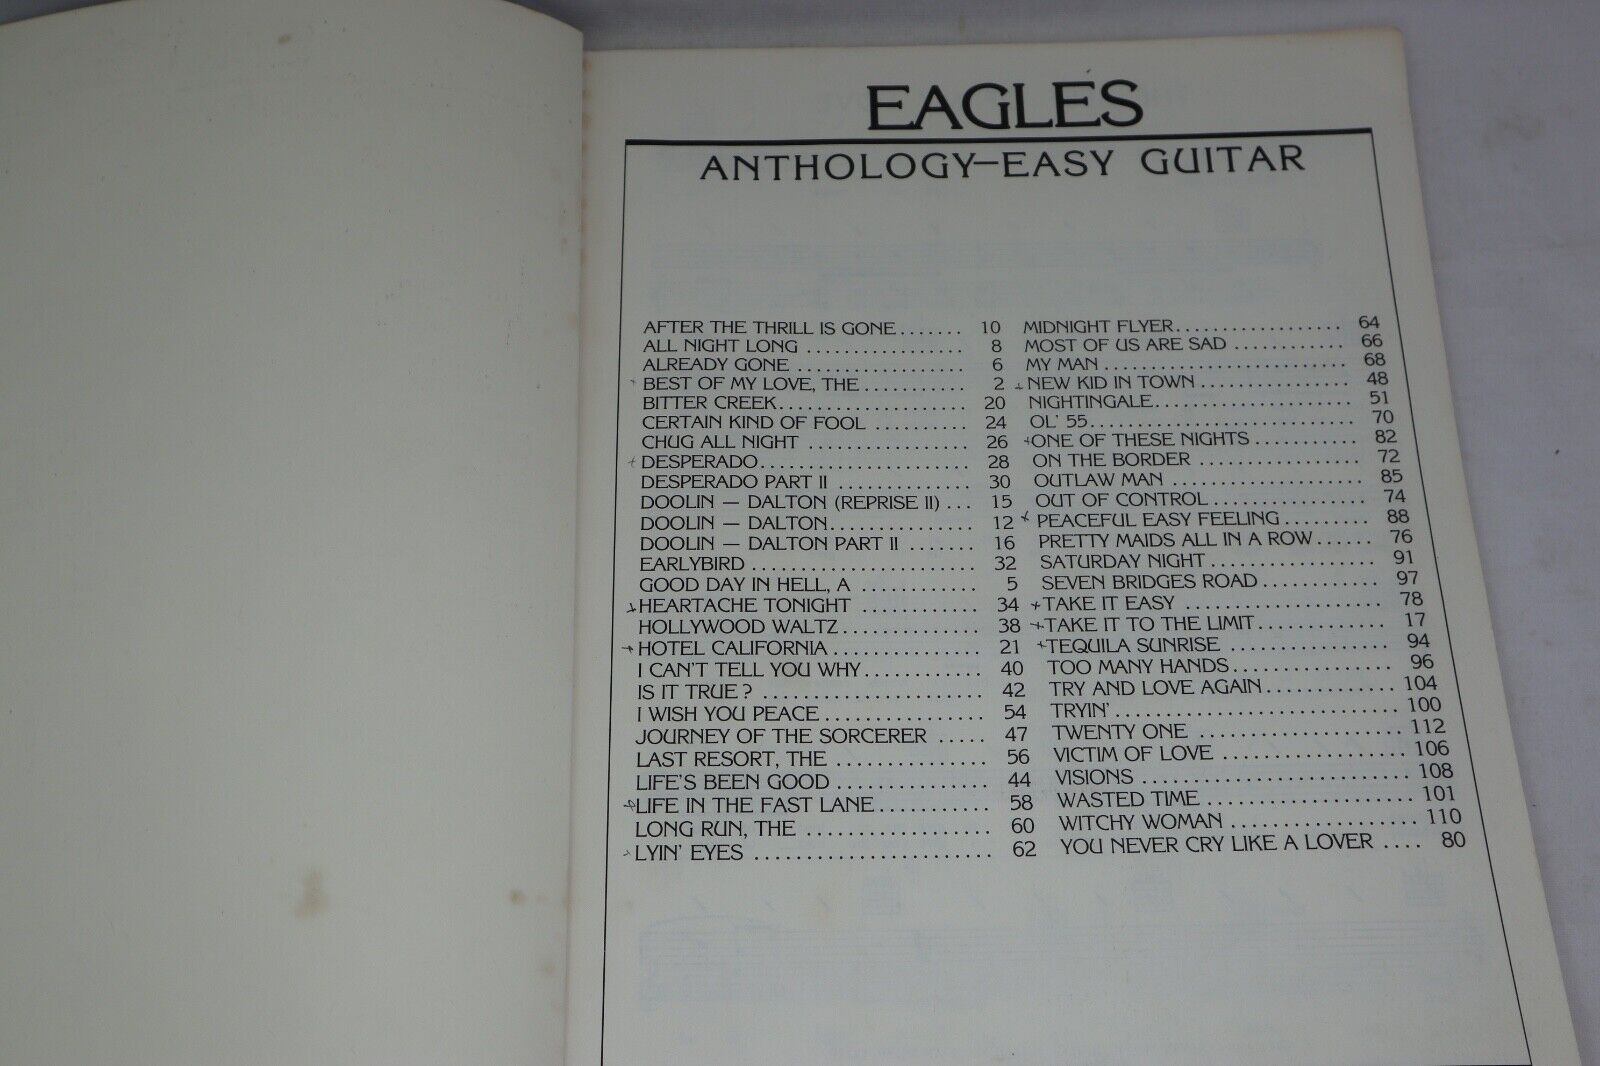 EAGLES
ANTHOLOGY—EASY GUITAR
AFTER THE THRILL IS GONE....... 10
ALL NIGHT LONG ................ 8
ALREADY GONE .................. 6
BEST OF MY LOVE, THE........... 2
BITTER CREEK.................... 20
CERTAIN KIND OF FOOL .......... 24
CHUG ALL NIGHT ................ 26
DESPERADO...................... 28
DESPERADO PART II .............. 30
DOOLIN — DALTON (REPRISE II) ... 15
DOOLIN — DALTON............... 12
DOOLIN — DALTON PART II ....... 16
EARLYBIRD ...................... 32
GOOD DAY IN HELL, A ............ 5
HEARTACHE TONIGHT ............ 34
HOLLYWOOD WALTZ.............. 38
HOTEL CALIFORNIA............... 21
I CAN'T TELL YOU WHY............ 40
IS IT TRUE? ...................... 42
I WISH YOU PEACE................ 54
JOURNEY OF THE SORCERER ..... 47
LAST RESORT, THE ............... 56
LIFE'S BEEN GOOD ............... 44
LIFE IN THE FAST LANE........... 58
LONG RUN, THE .................. 60
LYIN' EYES ....................... 62
MIDNIGHT FLYER.................. 64
MOST OF US ARE SAD ............ 66
MY MAN.......................... 68
NEW KID IN TOWN ............... 48
NIGHTINGALE..................... 51
OL' 55............................ 70
ONE OF THESE NIGHTS ........... 82
ON THE BORDER ................. 72
OUTLAW MAN .................... 85
OUT OF CONTROL................ 74
PEACEFUL EASY FEELING......... 88
PRETTY MAIDS ALL IN A ROW...... 76
SATURDAY NIGHT................. 91
SEVEN BRIDGES ROAD............ 97
TAKE IT EASY .................... 78
TAKE IT TO THE LIMIT............. 17
TEQUILA SUNRISE ................ 94
TOO MANY HANDS................ 96
TRY AND LOVE AGAIN............. 104
TRYIN'............................ 100
TWENTY ONE .................... 112
VICTIM OF LOVE .................. 106
VISIONS .......................... 108
WASTED TIME..................... 101
WITCHY WOMAN.................. 110
YOU NEVER CRY LIKE A LOVER .... 80